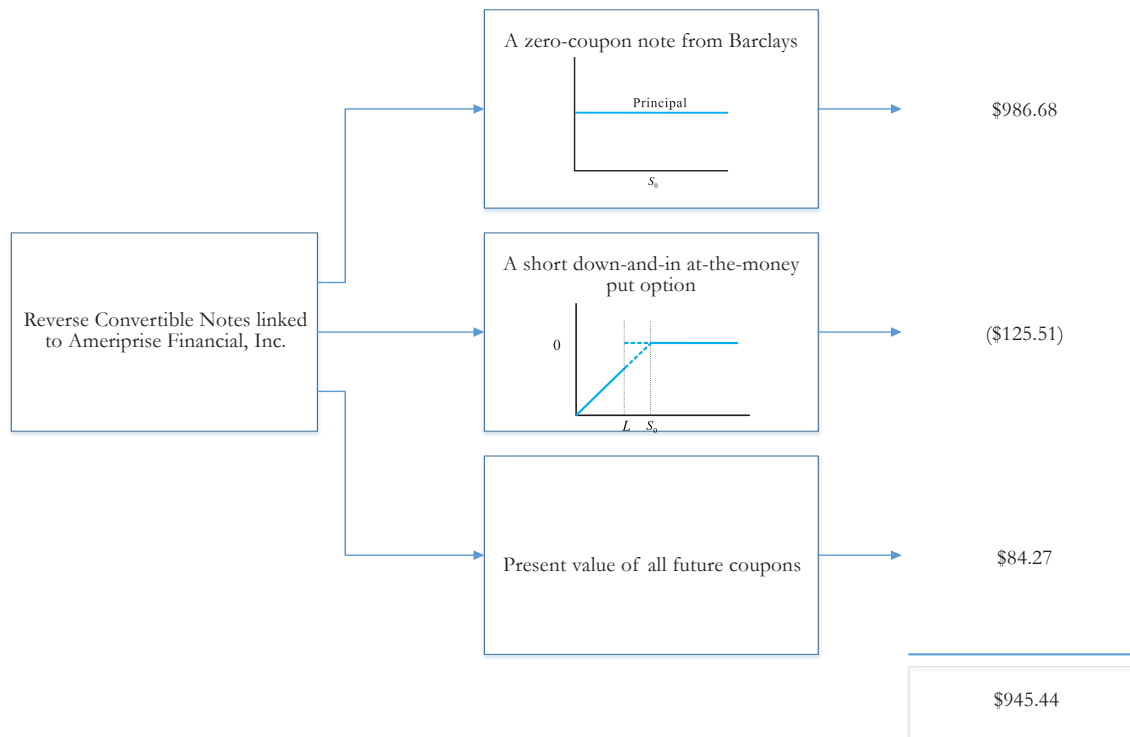 A zero-coupon note from Barclays
Principal
S0
$986.68
Reverse Convertible Notes linked
to Ameriprise Financial, Inc.
A short down-and-in at-the-money
put option
0
L S0
($125.51)
Present value of all future coupons
$84.27
$945.44